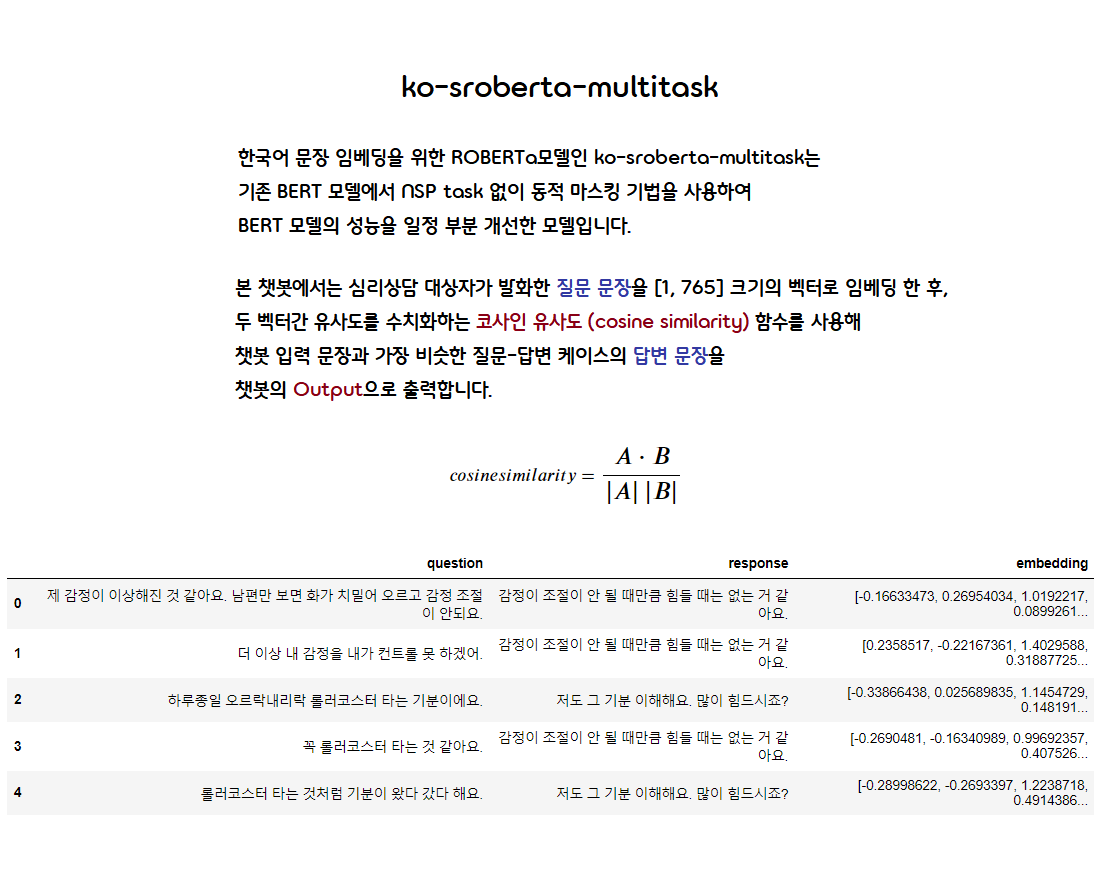 ko-sroberta-multitask
한국어 문장 임베딩을 위한 ROBERTa모델인 ko-sroberta-multitask는
기존 BERT 모델에서 NSP task 없이 동적 마스킹 기법을 사용하여
BERT 모델의 성능을 일정 부분 개선한 모델입니다.
본 챗봇에서는 심리상담 대상자가 발화한 질문 문장을 [1, 765] 크기의 벡터로 임베딩 한 후,
두 벡터간 유사도를 수치화하는 코사인 유사도 (cosine similarity) 함수를 사용해
챗봇 입력 문장과 가장 비슷한 질문-답변 케이스의 답변 문장을
챗봇의 Output으로 출력합니다.
cosinesimilarity = A · B / |A| |B|
question response embedding
0 제 감정이 이상해진 것 같아요. 남편만 보면 화가 치밀어 오르고 감정 조절 감정이 조절이 안 될 때만큼 힘들 때는 없는 거 같 [-0.16633473, 0.26954034, 1.0192217,
이 안되요. 아요. 0.0899261...
1 더 이상 내 감정을 내가 컨트롤 못 하겠어. 감정이 조절이 안 될 때만큼 힘들 때는 없는 거 같 [0.2358517, -0.22167361, 1.4029588,
아요. 0.31887725...
2 하루종일 오르락내리락 롤러코스터 타는 기분이에요. 저도 그 기분 이해해요. 많이 힘드시죠? [-0.33866438, 0.025689835, 1.1454729,
0.148191...
3 꼭 롤러코스터 타는 것 같아요. 감정이 조절이 안 될 때만큼 힘들 때는 없는 거 같 [-0.2690481, -0.16340989, 0.99692357,
아요. 0.407526...
4 롤러코스터 타는 것처럼 기분이 왔다 갔다 해요. 저도 그 기분 이해해요. 많이 힘드시죠? [-0.28998622, -0.2693397, 1.2238718,
0.4914386...